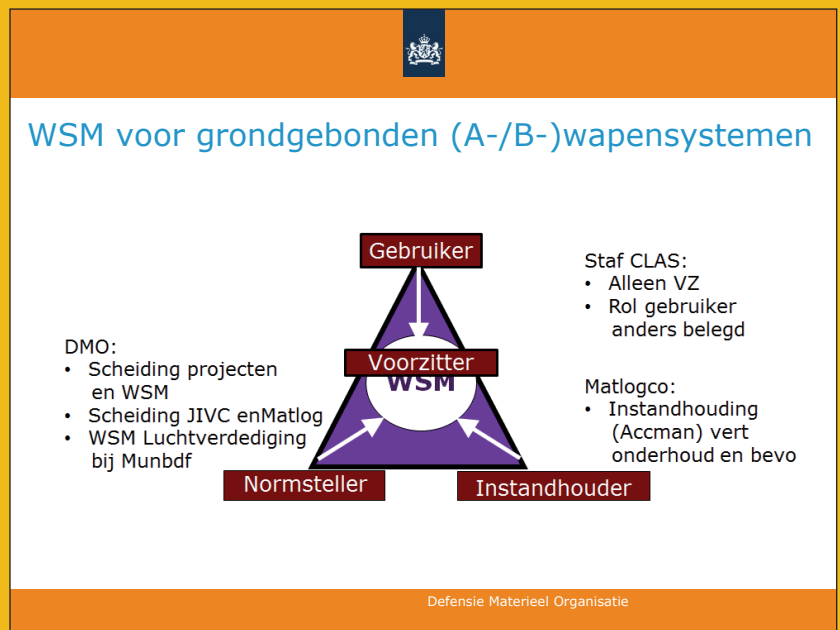 WSM voor grondgebonden (A-/B-)wapensystemen
Gebruiker
Voorzitter
WSM
Normsteller
Instandhouder
DMO:
• Scheiding projecten
en WSM
• Scheiding JIVC enMatlog
• WSM Luchtverdediging
bij Munbdf
Staf CLAS:
• Alleen VZ
• Rol gebruiker
anders belegd
Matlogco:
• Instandhouding
(Accman) vert
onderhoud en bevo
Defensie Materieel Organisatie